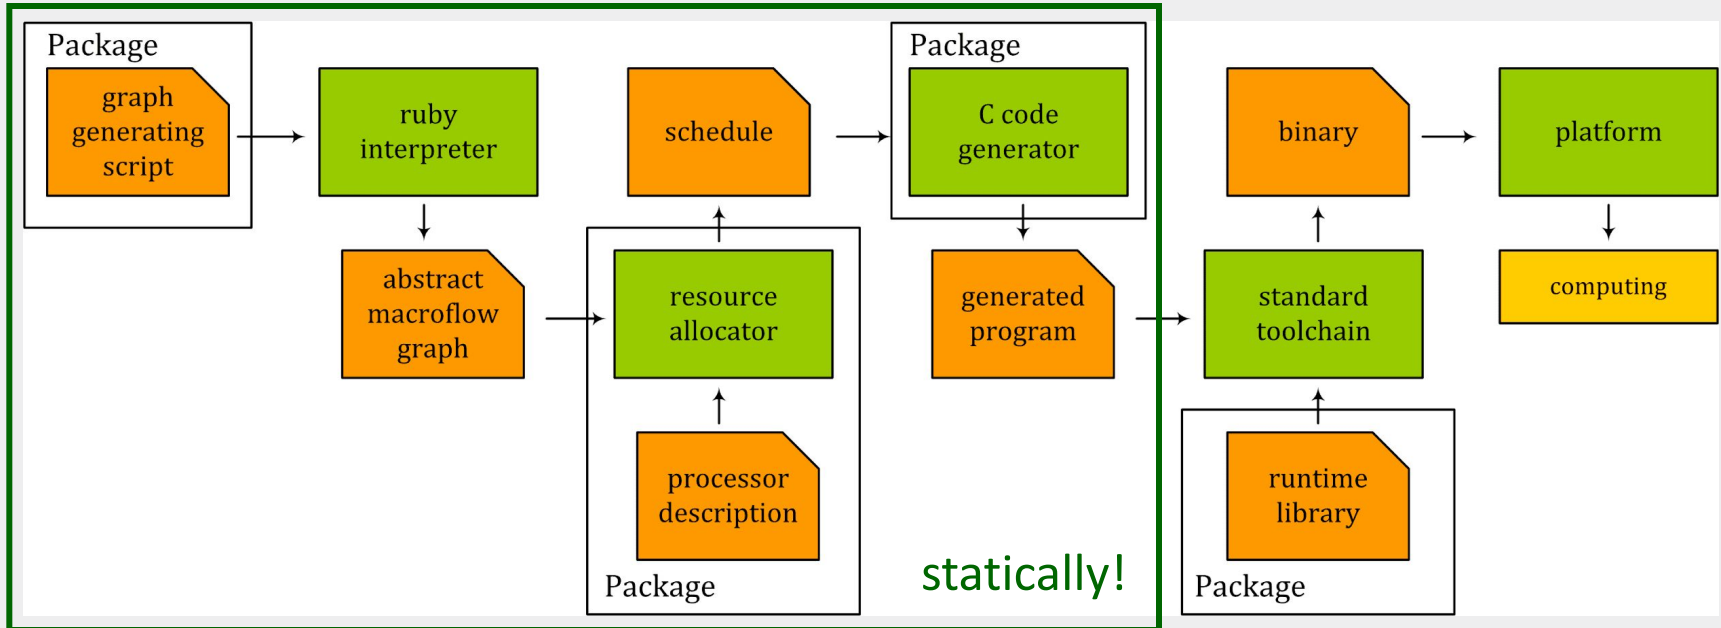 Package
graph
generating
script
ruby
interpreter
abstract
macroflow
graph
schedule
resource
allocator
processor
description
Package
Package
C code
generator
generated
program
statically!
binary
standard
toolchain
runtime
library
Package
platform
computing